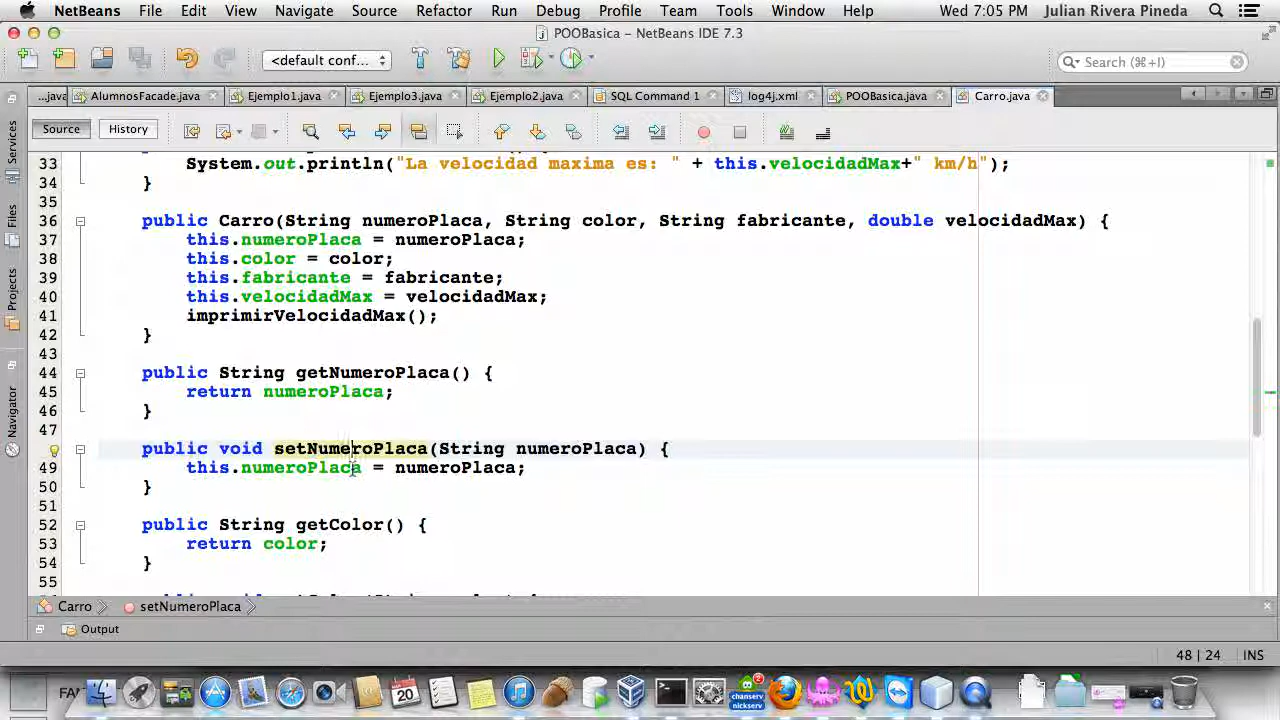 NetBeans File Edit View Navigate Source Refactor Run Debug Profile Team Tools Window Help Wed 7:05 PM Julian Rivera Pineda
POOBasica - NetBeans IDE 7.3
<default conf... Search (⌘+I)
...java AlumnosFacade.java Ejemplo1.java Ejemplo3.java Ejemplo2.java SQL Command 1 log4j.xml POOBasica.java Carro.java
Source History
Services
Files
Projects
Navigator
33 System.out.println("La velocidad maxima es: " + this.velocidadMax+" km/h");
34 }
35
36 public Carro(String numeroPlaca, String color, String fabricante, double velocidadMax) {
37 this.numeroPlaca = numeroPlaca;
38 this.color = color;
39 this.fabricante = fabricante;
40 this.velocidadMax = velocidadMax;
41 imprimirVelocidadMax();
42 }
43
44 public String getNumeroPlaca() {
45 return numeroPlaca;
46 }
47
48 public void setNumeroPlaca(String numeroPlaca) {
49 this.numeroPlaca = numeroPlaca;
50 }
51
52 public String getColor() {
53 return color;
54 }
55
Carro setNumeroPlaca
Output
48 | 24 INS
FAM
20
chanserv
nickserv
2